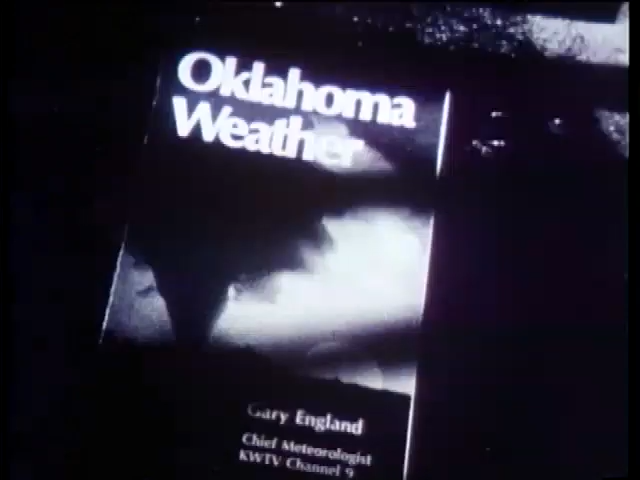 Oklahoma
Weather
Gary England
Chief Meteorologist
KWTV Channel 9